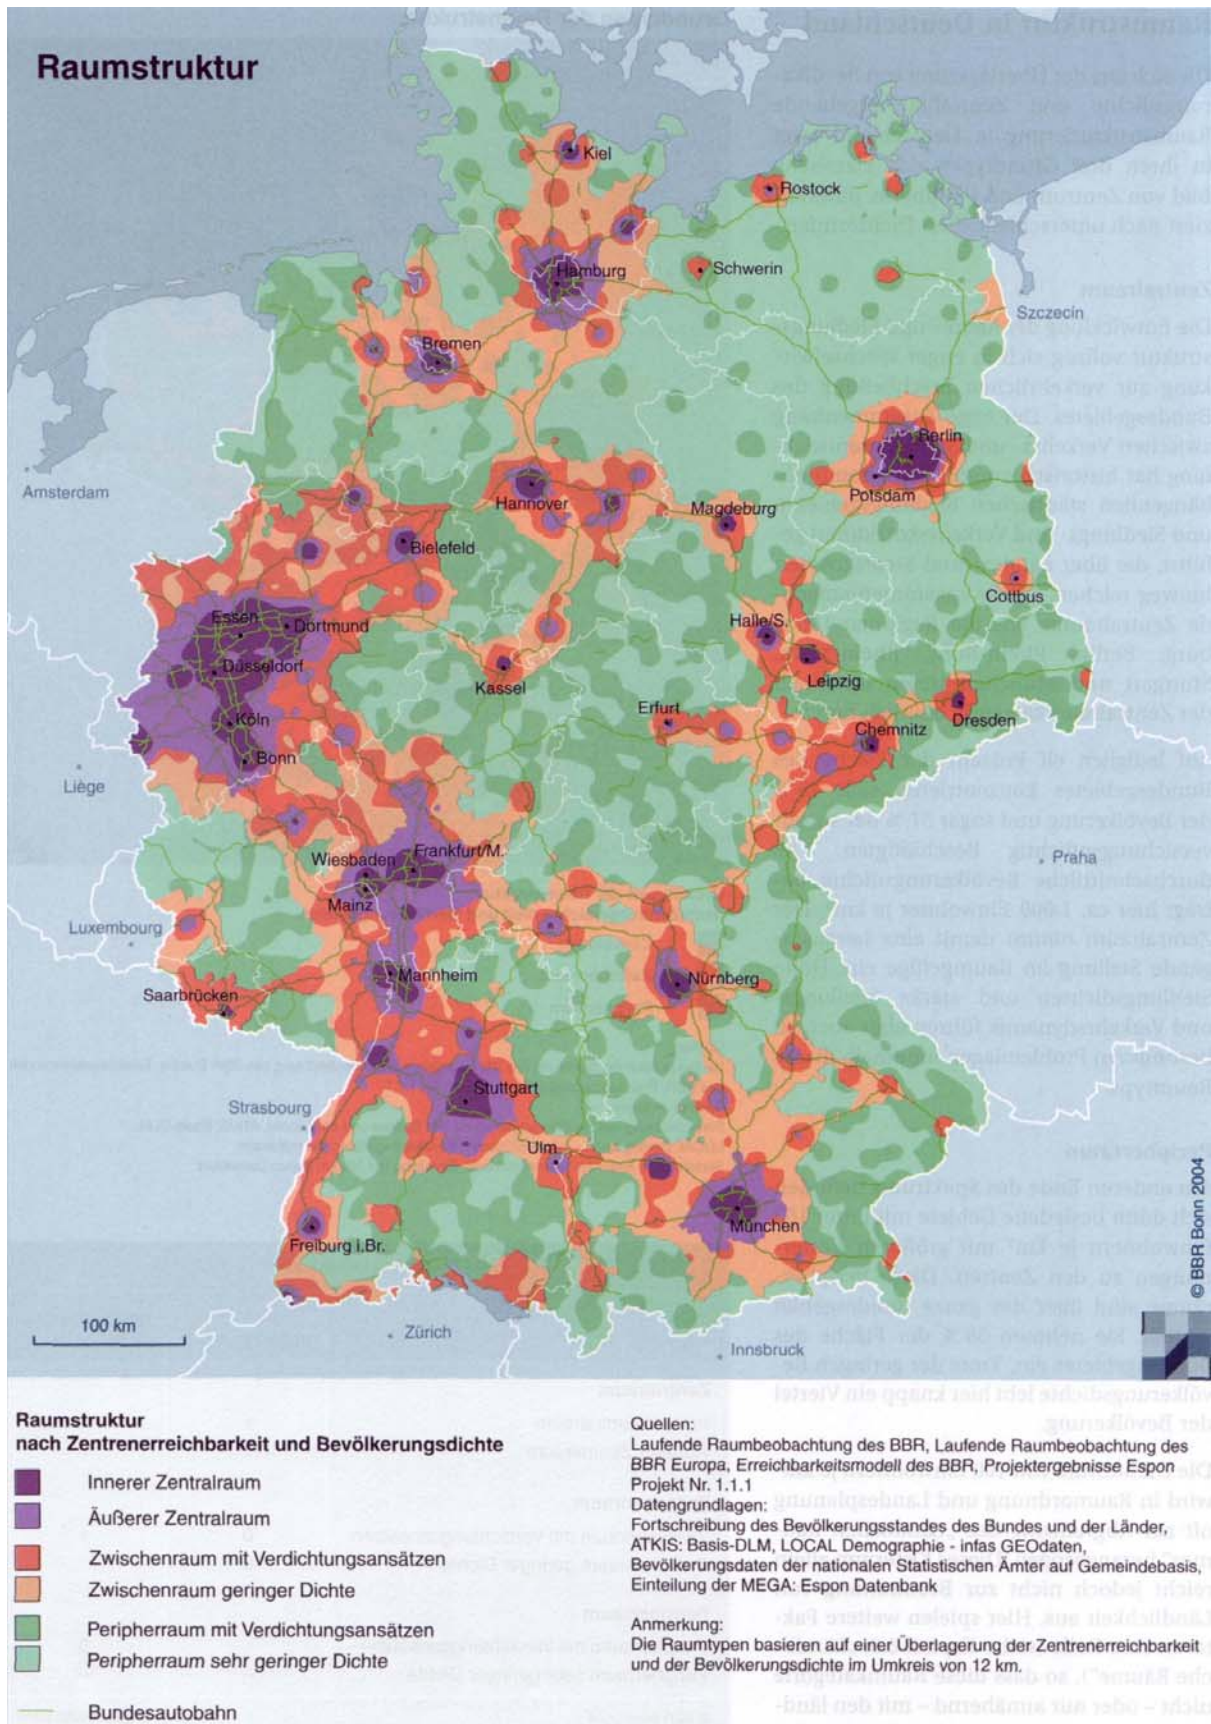 Raumstruktur
Kiel
Rostock
Hamburg
Schwerin
Szczecin
Bremen
Berlin
Amsterdam
Hannover
Potsdam
Magdeburg
Bielefeld
Cottbus
Essen
Dortmund
Halle/S.
Düsseldorf
Kassel
Leipzig
Erfurt
Köln
Dresden
Chemnitz
Bonn
Liège
Wiesbaden
Frankfurt/M.
Praha
Mainz
Luxembourg
Mannheim
Nürnberg
Saarbrücken
Stuttgart
Strasbourg
Ulm
München
Freiburg i.Br.
100 km
Zürich
Innsbruck
© BBR Bonn 2004
Raumstruktur
nach Zentrenerreichbarkeit und Bevölkerungsdichte
Innerer Zentralraum
Äußerer Zentralraum
Zwischenraum mit Verdichtungsansätzen
Zwischenraum geringer Dichte
Peripherraum mit Verdichtungsansätzen
Peripherraum sehr geringer Dichte
Bundesautobahn
Quellen:
Laufende Raumbeobachtung des BBR, Laufende Raumbeobachtung des
BBR Europa, Erreichbarkeitsmodell des BBR, Projektergebnisse Espon
Projekt Nr. 1.1.1
Datengrundlagen:
Fortschreibung des Bevölkerungsstandes des Bundes und der Länder,
ATKIS: Basis-DLM, LOCAL Demographie - infas GEOdaten,
Bevölkerungsdaten der nationalen Statistischen Ämter auf Gemeindebasis,
Einteilung der MEGA: Espon Datenbank
Anmerkung:
Die Raumtypen basieren auf einer Überlagerung der Zentrenerreichbarkeit
und der Bevölkerungsdichte im Umkreis von 12 km.